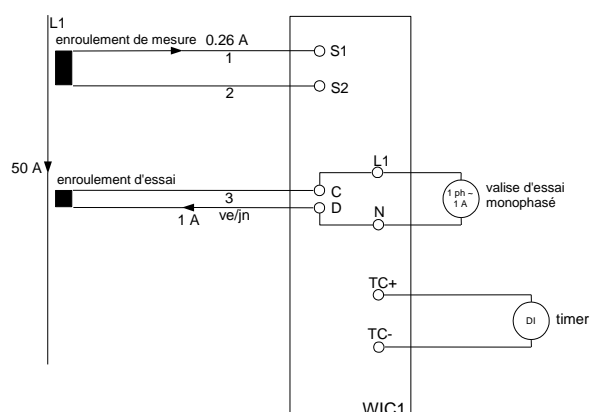 L1
enroulement de mesure 0.26 A
1
S1
2
S2
50 A
enroulement d'essai
3
C
1 A
ve/jn
D
L1
N
1 ph ~
1 A
valise d'essai
monophasé
TC+
TC-
DI
timer
WIC1